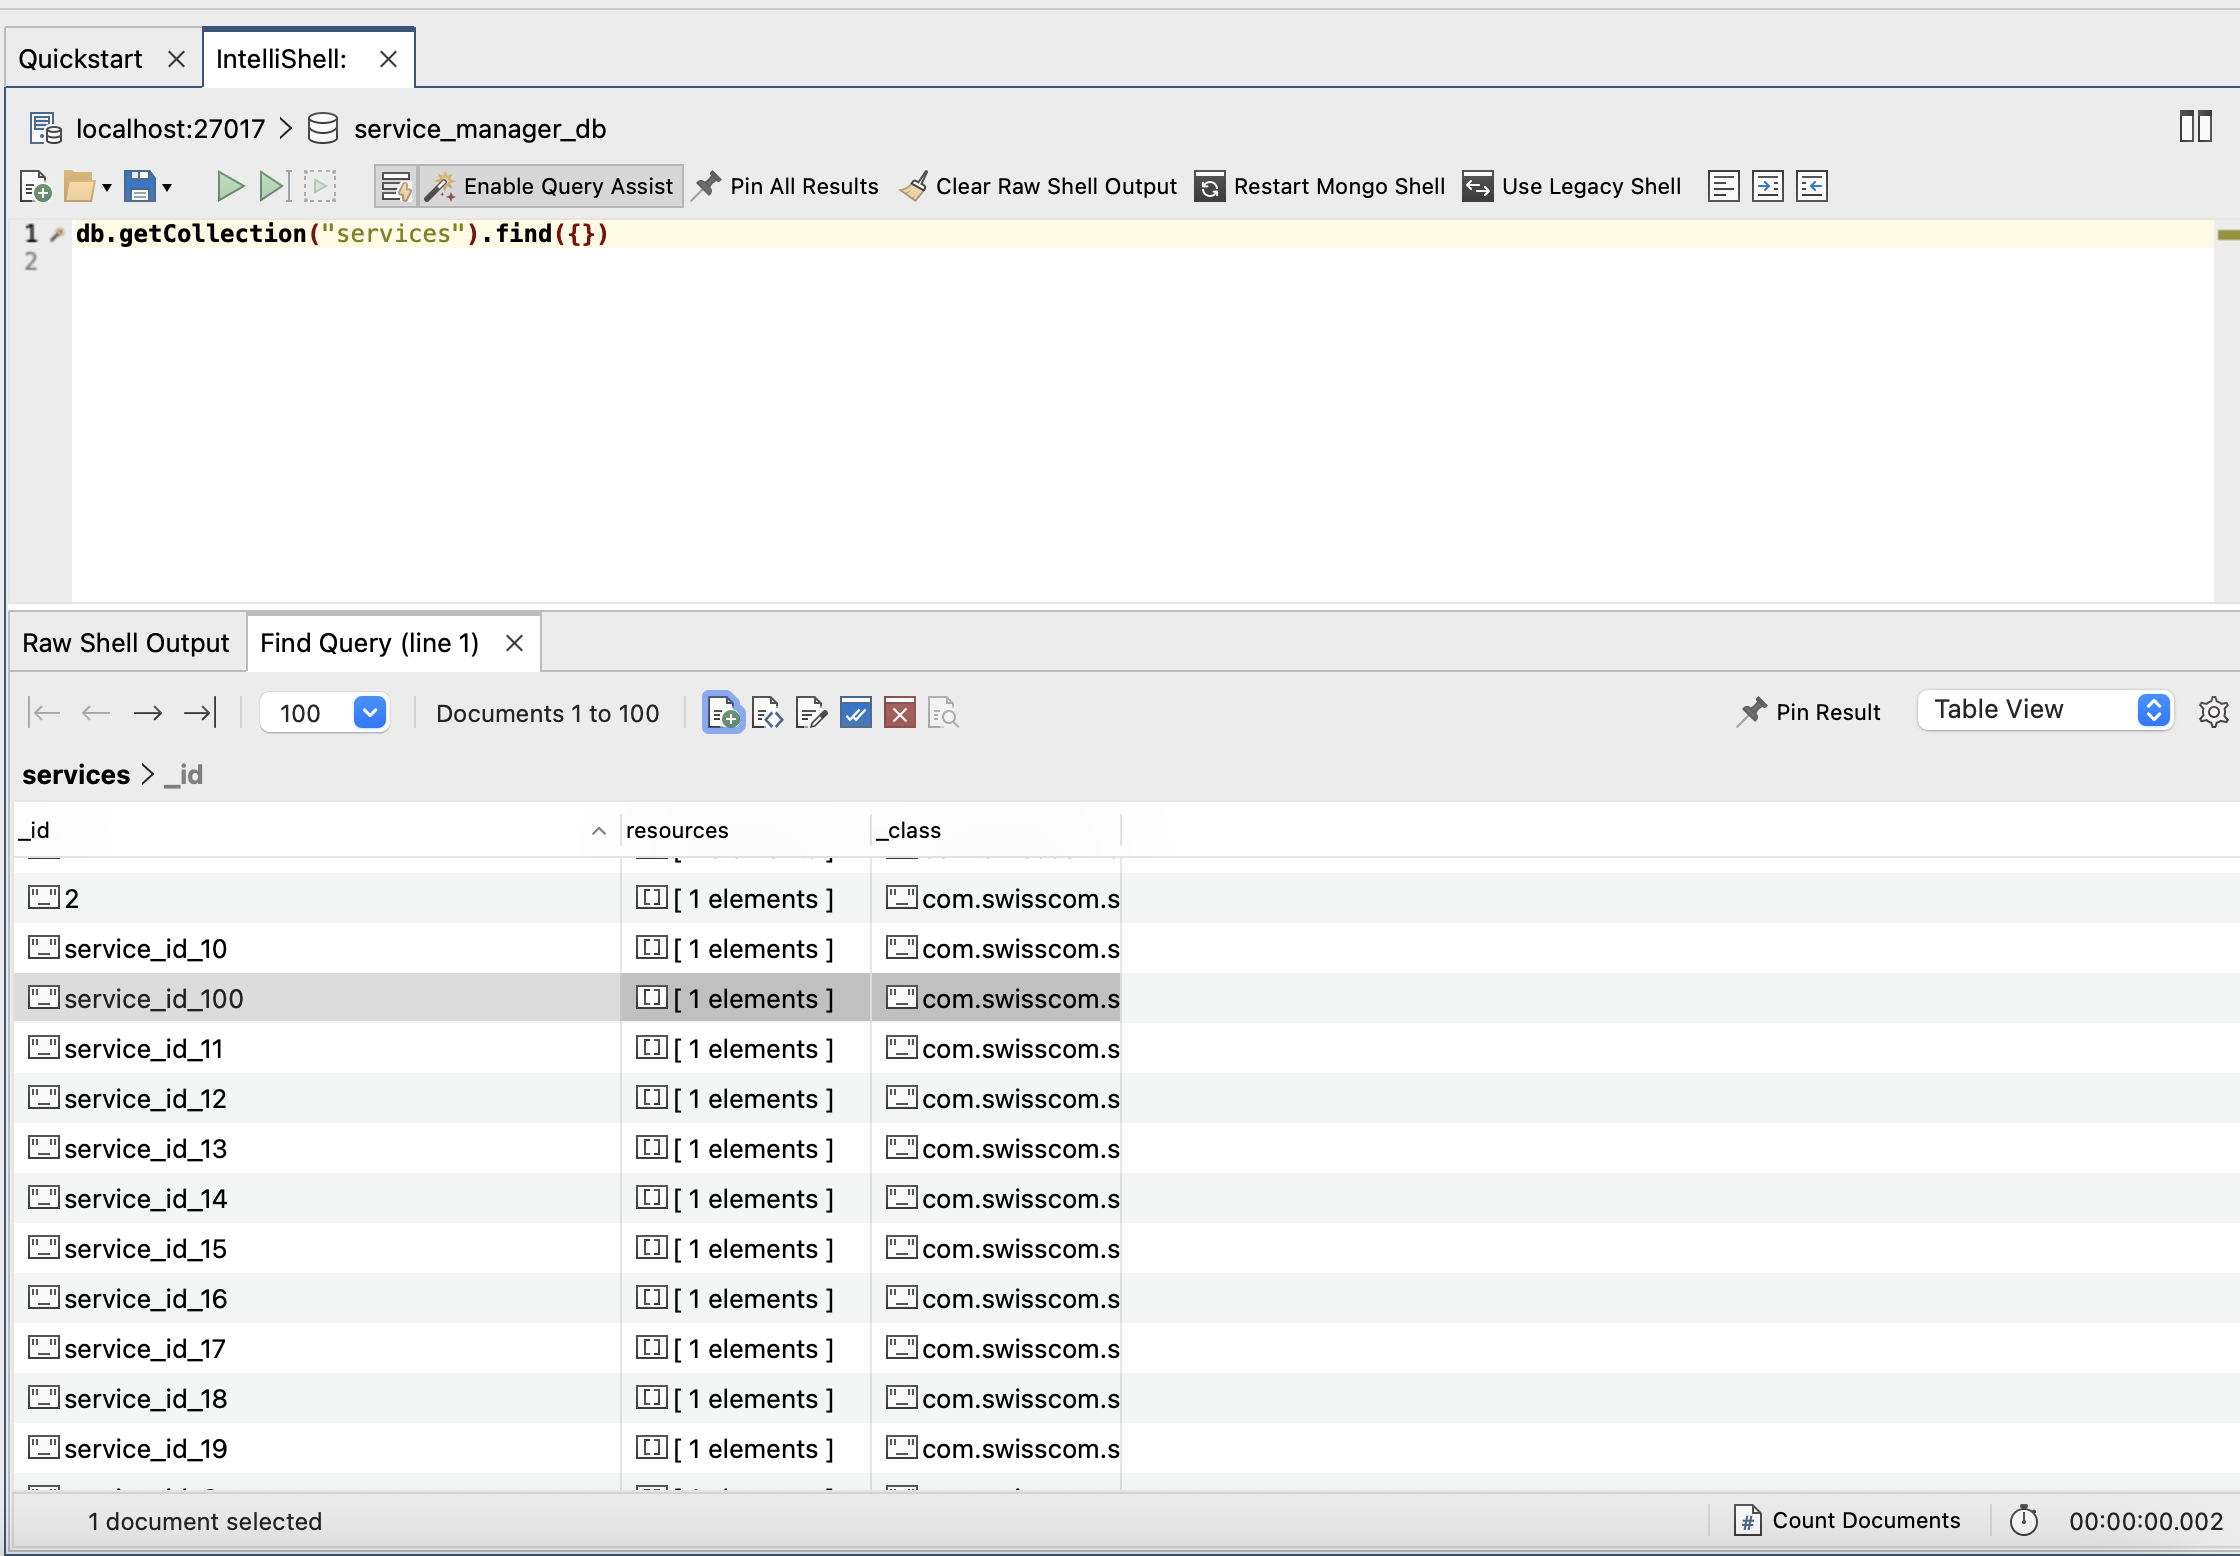 Quickstart
IntelliShell:
localhost:27017 > service_manager_db
Enable Query Assist Pin All Results Clear Raw Shell Output Restart Mongo Shell Use Legacy Shell
1 db.getCollection("services").find({})
2
Raw Shell Output Find Query (line 1)
100 Documents 1 to 100 Pin Result Table View
services > _id
_id resources _class
2 [ 1 elements ] com.swisscom.s
service_id_10 [ 1 elements ] com.swisscom.s
service_id_100 [ 1 elements ] com.swisscom.s
service_id_11 [ 1 elements ] com.swisscom.s
service_id_12 [ 1 elements ] com.swisscom.s
service_id_13 [ 1 elements ] com.swisscom.s
service_id_14 [ 1 elements ] com.swisscom.s
service_id_15 [ 1 elements ] com.swisscom.s
service_id_16 [ 1 elements ] com.swisscom.s
service_id_17 [ 1 elements ] com.swisscom.s
service_id_18 [ 1 elements ] com.swisscom.s
service_id_19 [ 1 elements ] com.swisscom.s
1 document selected Count Documents 00:00:00.002